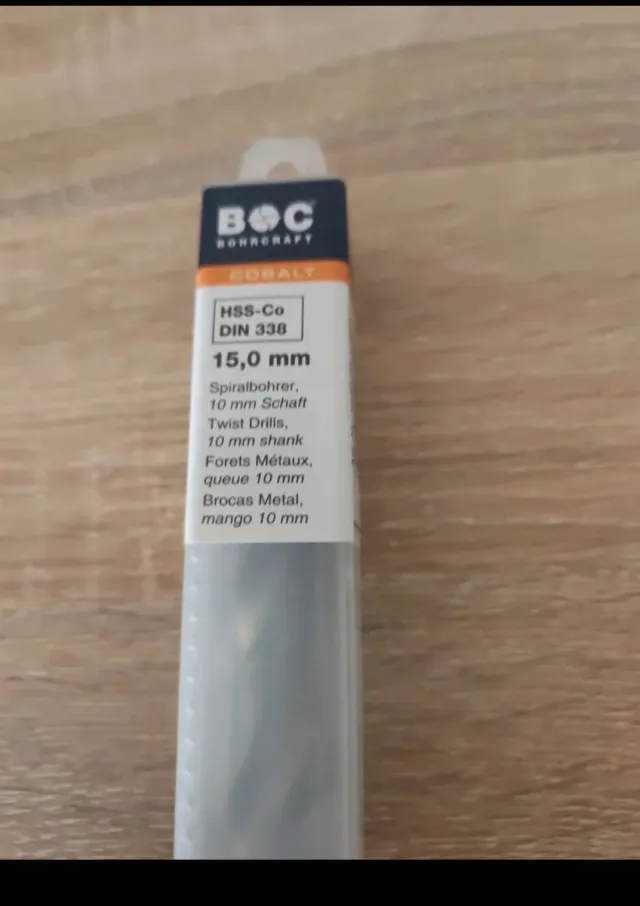 BOC
BOHRCRAFT
COBALT
HSS-Co
DIN 338
15,0 mm
Spiralbohrer,
10 mm Schaft
Twist Drills,
10 mm shank
Forets Métaux,
queue 10 mm
Brocas Metal,
mango 10 mm